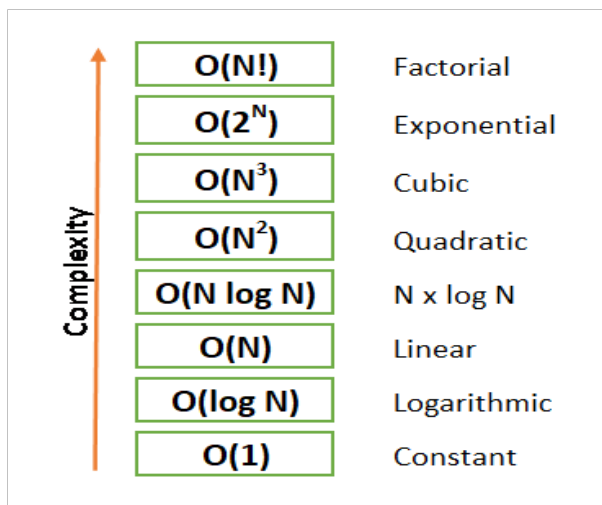 O(N!) Factorial
O(2^N) Exponential
O(N^3) Cubic
O(N^2) Quadratic
O(N log N) N x log N
O(N) Linear
O(log N) Logarithmic
O(1) Constant
Complexity